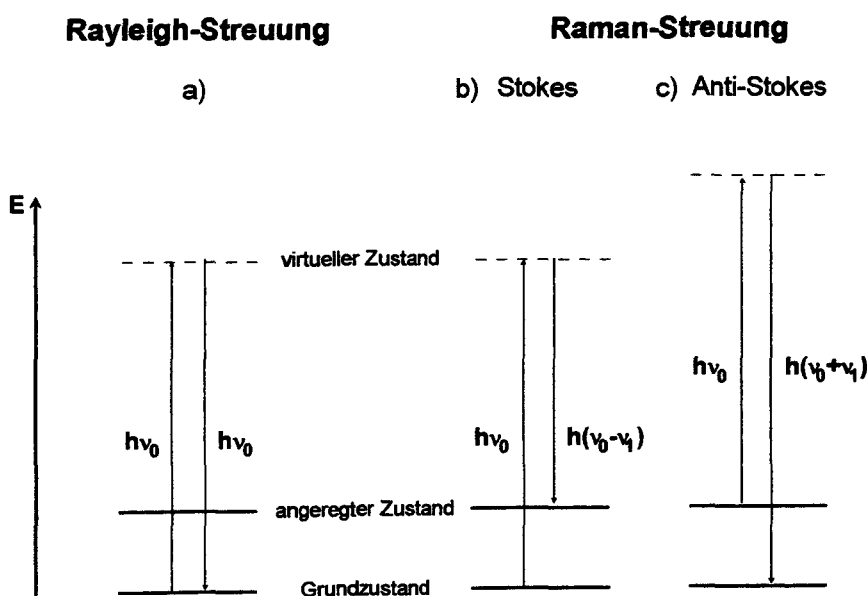 Rayleigh-Streuung Raman-Streuung
a) b) Stokes c) Anti-Stokes
E
virtueller Zustand
hν₀ h(ν₀+ν₁)
hν₀ hν₀ hν₀ h(ν₀-ν₁)
angeregter Zustand
Grundzustand